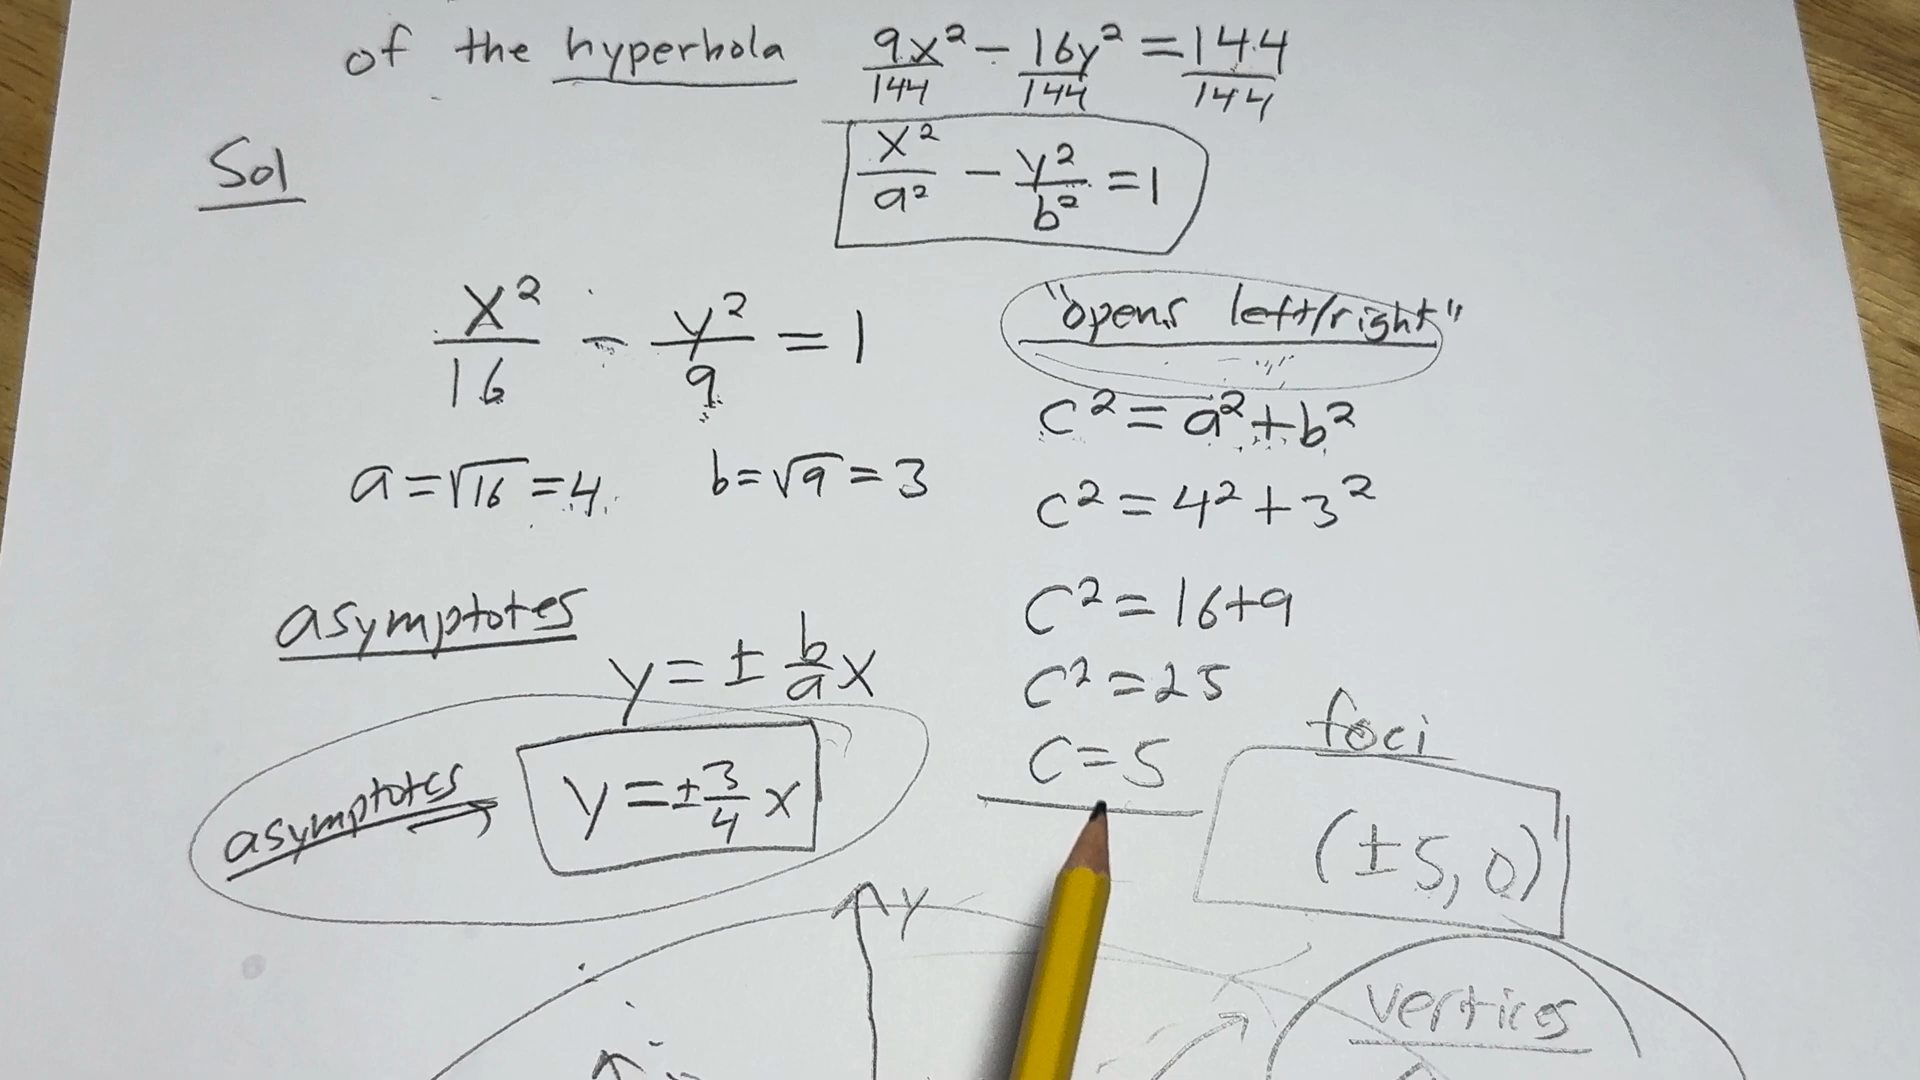 of the hyperbola 9x²/144 − 16y²/144 = 144/144
Sol
x²/a² − y²/b² = 1
x²/16 − y²/9 = 1
"opens left/right"
c² = a² + b²
a = √16 = 4
b = √9 = 3
c² = 4² + 3²
asymptotes
y = ± b/a x
c² = 16+9
c² = 25
c = 5
asymptotes → y = ± 3/4 x
foci
(±5, 0)
y
vertices